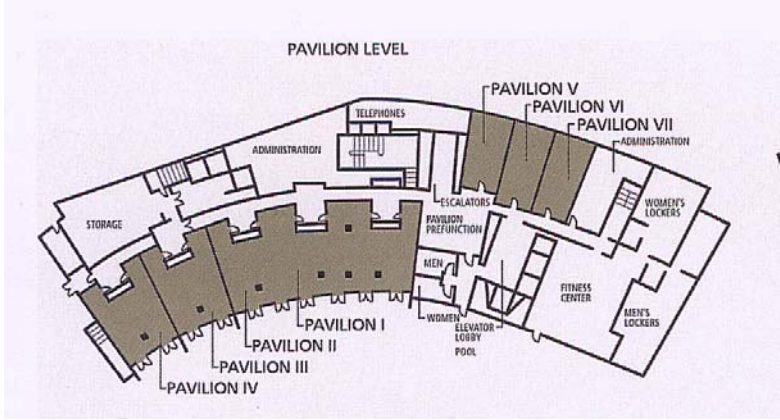 PAVILION LEVEL
PAVILION V
PAVILION VI
PAVILION VII
TELEPHONES
ADMINISTRATION
ADMINISTRATION
ESCALATORS
WOMEN'S
LOCKERS
STORAGE
PAVILION
PREFUNCTION
MEN
FITNESS
CENTER
MEN'S
LOCKERS
WOMEN
ELEVATOR
LOBBY
POOL
PAVILION I
PAVILION II
PAVILION III
PAVILION IV